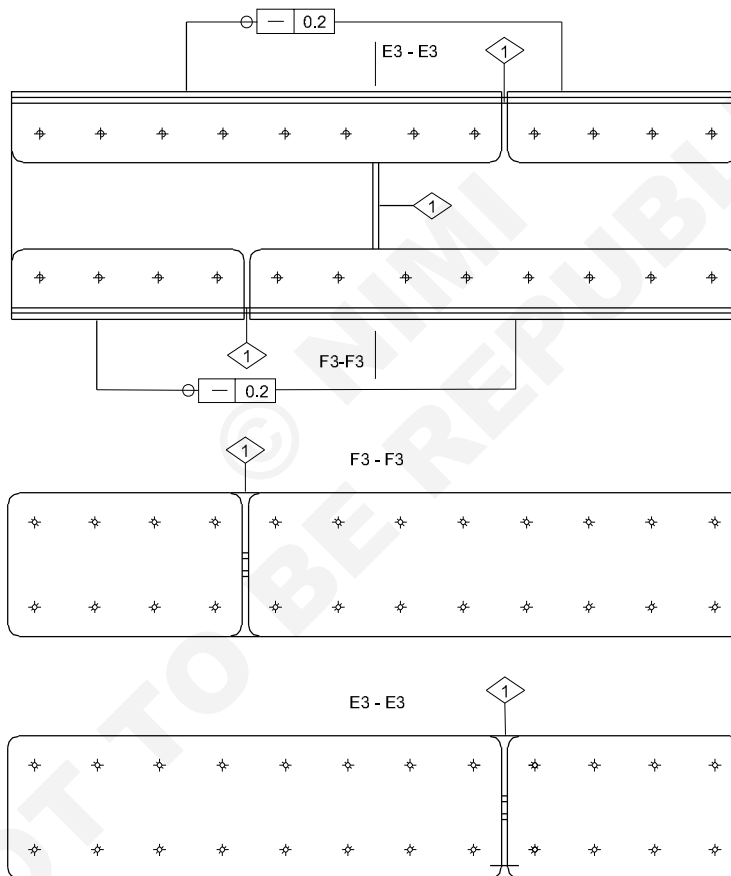 — 0.2
E3 - E3
1
1
1
F3-F3
— 0.2
1
F3 - F3
E3 - E3
1
© NIMI
NOT TO BE REPUBLI